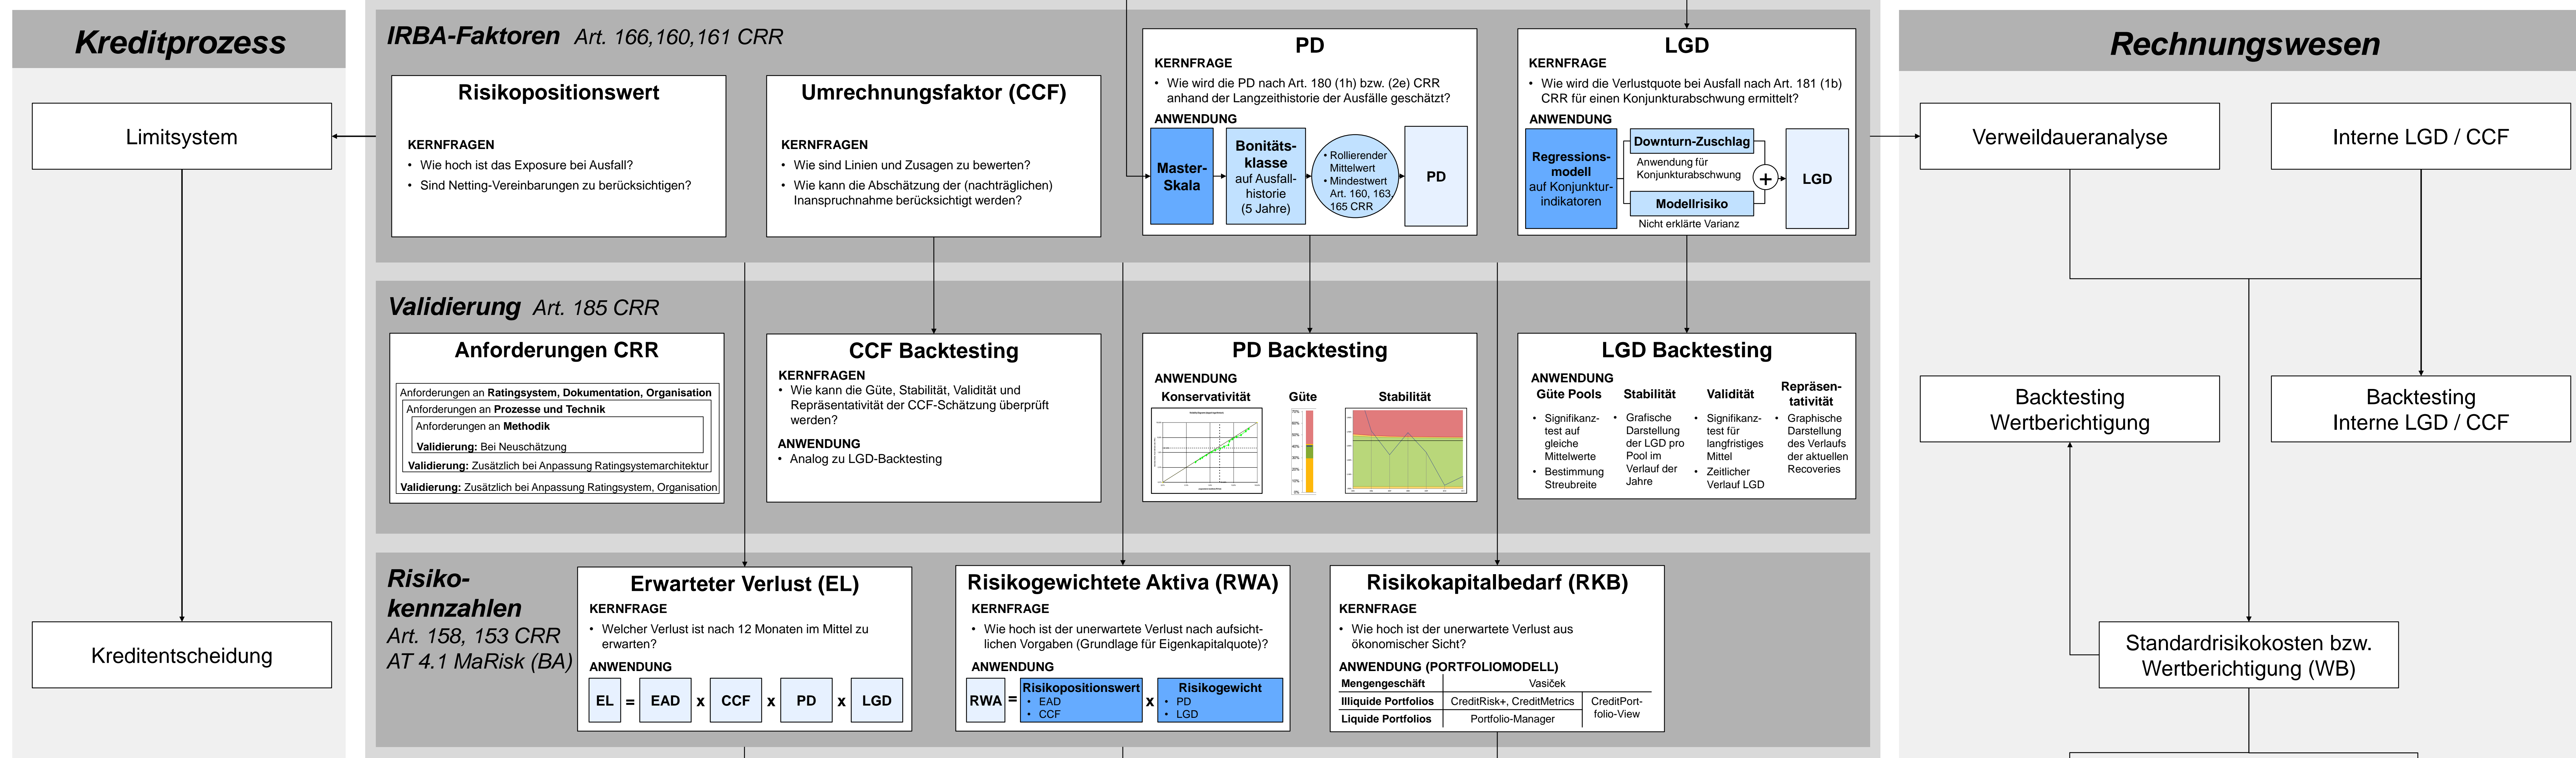 Kreditprozess
Limitsystem
Kreditentscheidung
IRBA-Faktoren Art. 166,160,161 CRR
Risikopositionswert
KERNFRAGEN
• Wie hoch ist das Exposure bei Ausfall?
• Sind Netting-Vereinbarungen zu berücksichtigen?
Umrechnungsfaktor (CCF)
KERNFRAGEN
• Wie sind Linien und Zusagen zu bewerten?
• Wie kann die Abschätzung der (nachträglichen)
Inanspruchnahme berücksichtigt werden?
PD
KERNFRAGE
• Wie wird die PD nach Art. 180 (1h) bzw. (2e) CRR
anhand der Langzeithistorie der Ausfälle geschätzt?
ANWENDUNG
Master-
Skala
Bonitäts-
klasse
auf Ausfall-
historie
(5 Jahre)
• Rollierender
Mittelwert
• Mindestwert
Art. 160, 163,
165 CRR
PD
LGD
KERNFRAGE
• Wie wird die Verlustquote bei Ausfall nach Art. 181 (1b)
CRR für einen Konjunkturabschwung ermittelt?
ANWENDUNG
Regressions-
modell
auf Konjunktur-
indikatoren
Downturn-Zuschlag
Anwendung für
Konjunkturabschwung
Modellrisiko
Nicht erklärte Varianz
+
LGD
Validierung Art. 185 CRR
Anforderungen CRR
Anforderungen an Ratingsystem, Dokumentation, Organisation
Anforderungen an Prozesse und Technik
Anforderungen an Methodik
Validierung: Bei Neuschätzung
Validierung: Zusätzlich bei Anpassung Ratingsystemarchitektur
Validierung: Zusätzlich bei Anpassung Ratingsystem, Organisation
CCF Backtesting
KERNFRAGEN
• Wie kann die Güte, Stabilität, Validität und
Repräsentativität der CCF-Schätzung überprüft
werden?
ANWENDUNG
• Analog zu LGD-Backtesting
PD Backtesting
ANWENDUNG
Konservativität
Güte
70%
60%
50%
40%
30%
20%
10%
0%
Stabilität
LGD Backtesting
ANWENDUNG
Güte Pools
• Signifikanz-
test auf
gleiche
Mittelwerte
• Bestimmung
Streubreite
Stabilität
• Grafische
Darstellung
der LGD pro
Pool im
Verlauf der
Jahre
Validität
• Signifikanz-
test für
langfristiges
Mittel
• Zeitlicher
Verlauf LGD
Repräsen-
tativität
• Graphische
Darstellung
des Verlaufs
der aktuellen
Recoveries
Risiko-
kennzahlen
Art. 158, 153 CRR
AT 4.1 MaRisk (BA)
Erwarteter Verlust (EL)
KERNFRAGE
• Welcher Verlust ist nach 12 Monaten im Mittel zu
erwarten?
ANWENDUNG
EL = EAD x CCF x PD x LGD
Risikogewichtete Aktiva (RWA)
KERNFRAGE
• Wie hoch ist der unerwartete Verlust nach aufsicht-
lichen Vorgaben (Grundlage für Eigenkapitalquote)?
ANWENDUNG
RWA =
Risikopositionswert
• EAD
• CCF
x
Risikogewicht
• PD
• LGD
Risikokapitalbedarf (RKB)
KERNFRAGE
• Wie hoch ist der unerwartete Verlust aus
ökonomischer Sicht?
ANWENDUNG (PORTFOLIOMODELL)
Mengengeschäft Vasiček
Illiquide Portfolios CreditRisk+, CreditMetrics
Liquide Portfolios Portfolio-Manager
CreditPort-
folio-View
Rechnungswesen
Verweildaueranalyse
Interne LGD / CCF
Backtesting
Wertberichtigung
Backtesting
Interne LGD / CCF
Standardrisikokosten bzw.
Wertberichtigung (WB)